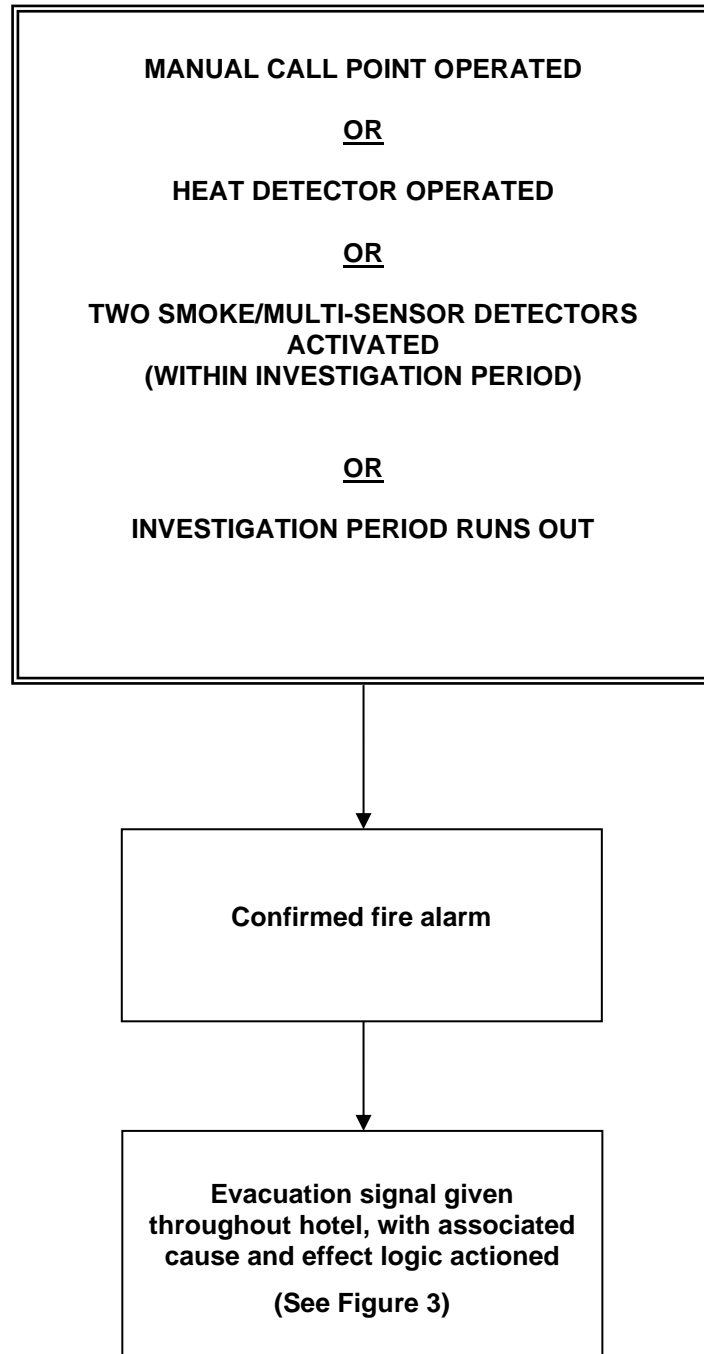 MANUAL CALL POINT OPERATED
OR
HEAT DETECTOR OPERATED
OR
TWO SMOKE/MULTI-SENSOR DETECTORS
ACTIVATED
(WITHIN INVESTIGATION PERIOD)
OR
INVESTIGATION PERIOD RUNS OUT
Confirmed fire alarm
Evacuation signal given
throughout hotel, with associated
cause and effect logic actioned
(See Figure 3)